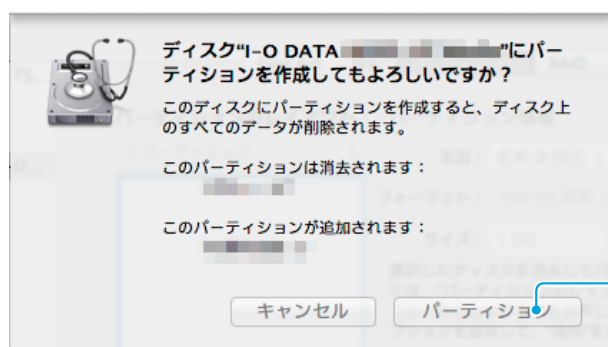 ディスク“I-O DATA "にパー
ティションを作成してもよろしいですか？
このディスクにパーティションを作成すると、ディスク上
のすべてのデータが削除されます。
このパーティションは消去されます：
このパーティションが追加されます：
キャンセル
パーティション